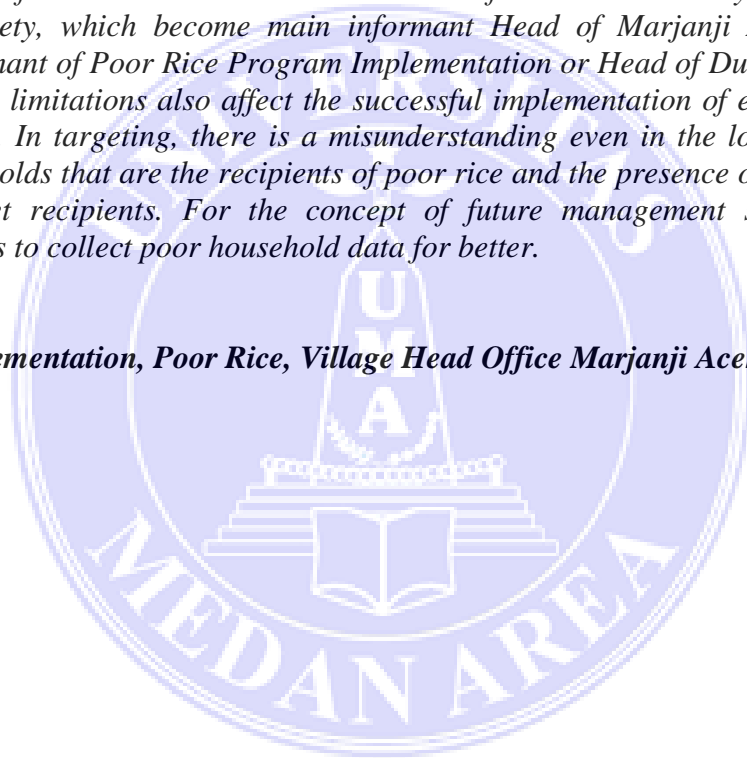 ety, which become main informant Head of Marjanji
nant of Poor Rice Program Implementation or Head of Du
limitations also affect the successful implementation of e
In targeting, there is a misunderstanding even in the lo
olds that are the recipients of poor rice and the presence o
et recipients. For the concept of future management s
s to collect poor household data for better.
ementation, Poor Rice, Village Head Office Marjanji Ace
UNIVERSITAS
UMA
MEDAN AREA